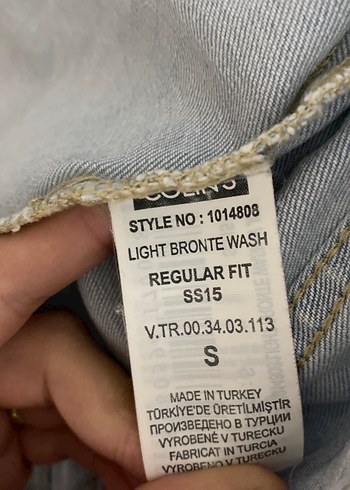 COLIN'S
STYLE NO : 1014808
LIGHT BRONTE WASH
REGULAR FIT
SS15
V.TR.00.34.03.113
S
MADE IN TURKEY
TÜRKİYE'DE ÜRETİLMİŞTİR
ПРОИЗВЕДЕНО В ТУРЦИИ
VYROBENÉ V TURECKU
FABRICAT IN TURCIA
VYROBENO V TURECKU